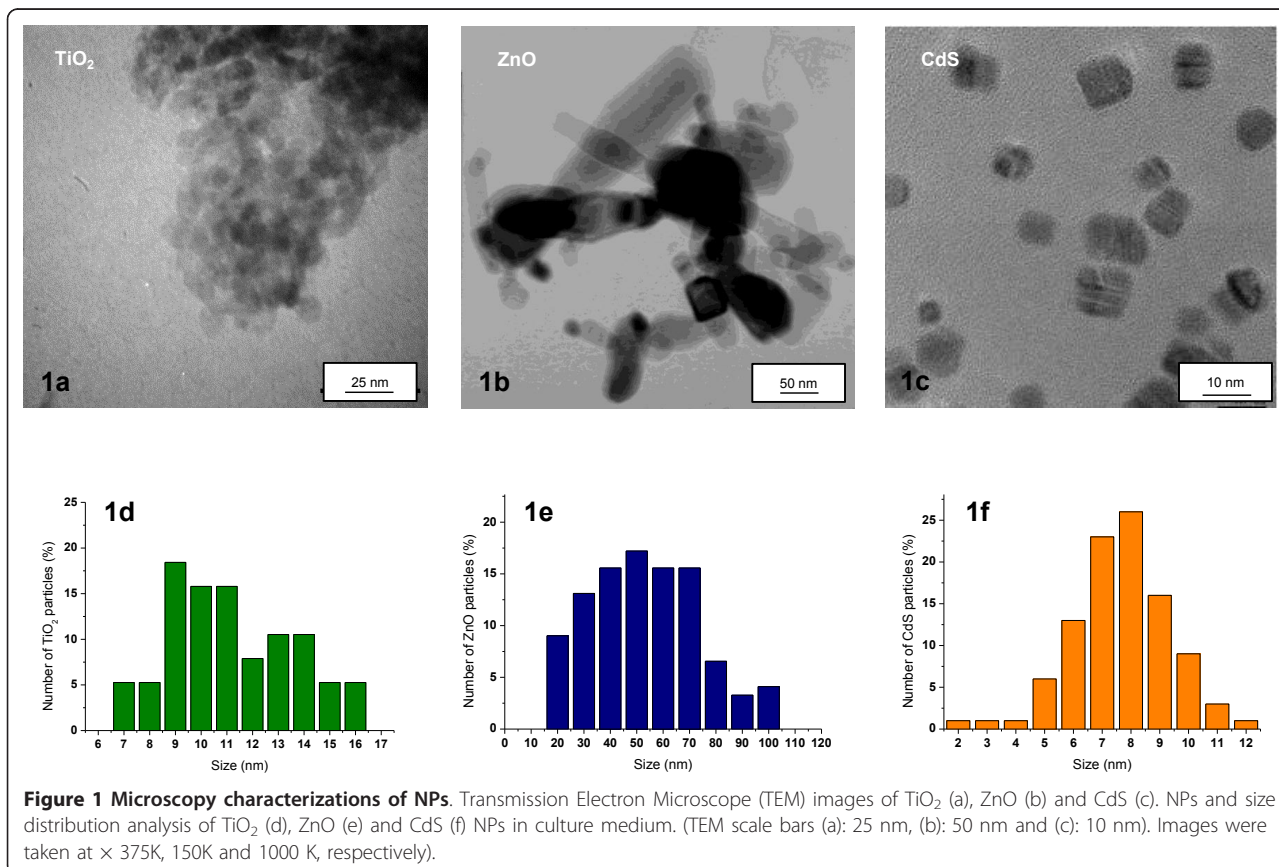 TiO₂
ZnO
CdS
1a
25 nm
1b
50 nm
1c
10 nm
1d
Number of TiO₂ particles (%)
25
20
15
10
5
0
6 7 8 9 10 11 12 13 14 15 16 17
Size (nm)
1e
Number of ZnO particles (%)
20
15
10
5
0
0 10 20 30 40 50 60 70 80 90 100 110 120
Size (nm)
1f
Number of CdS particles (%)
25
20
15
10
5
0
2 3 4 5 6 7 8 9 10 11 12
Size (nm)
Figure 1 Microscopy characterizations of NPs. Transmission Electron Microscope (TEM) images of TiO₂ (a), ZnO (b) and CdS (c). NPs and size
distribution analysis of TiO₂ (d), ZnO (e) and CdS (f) NPs in culture medium. (TEM scale bars (a): 25 nm, (b): 50 nm and (c): 10 nm). Images were
taken at × 375K, 150K and 1000 K, respectively).